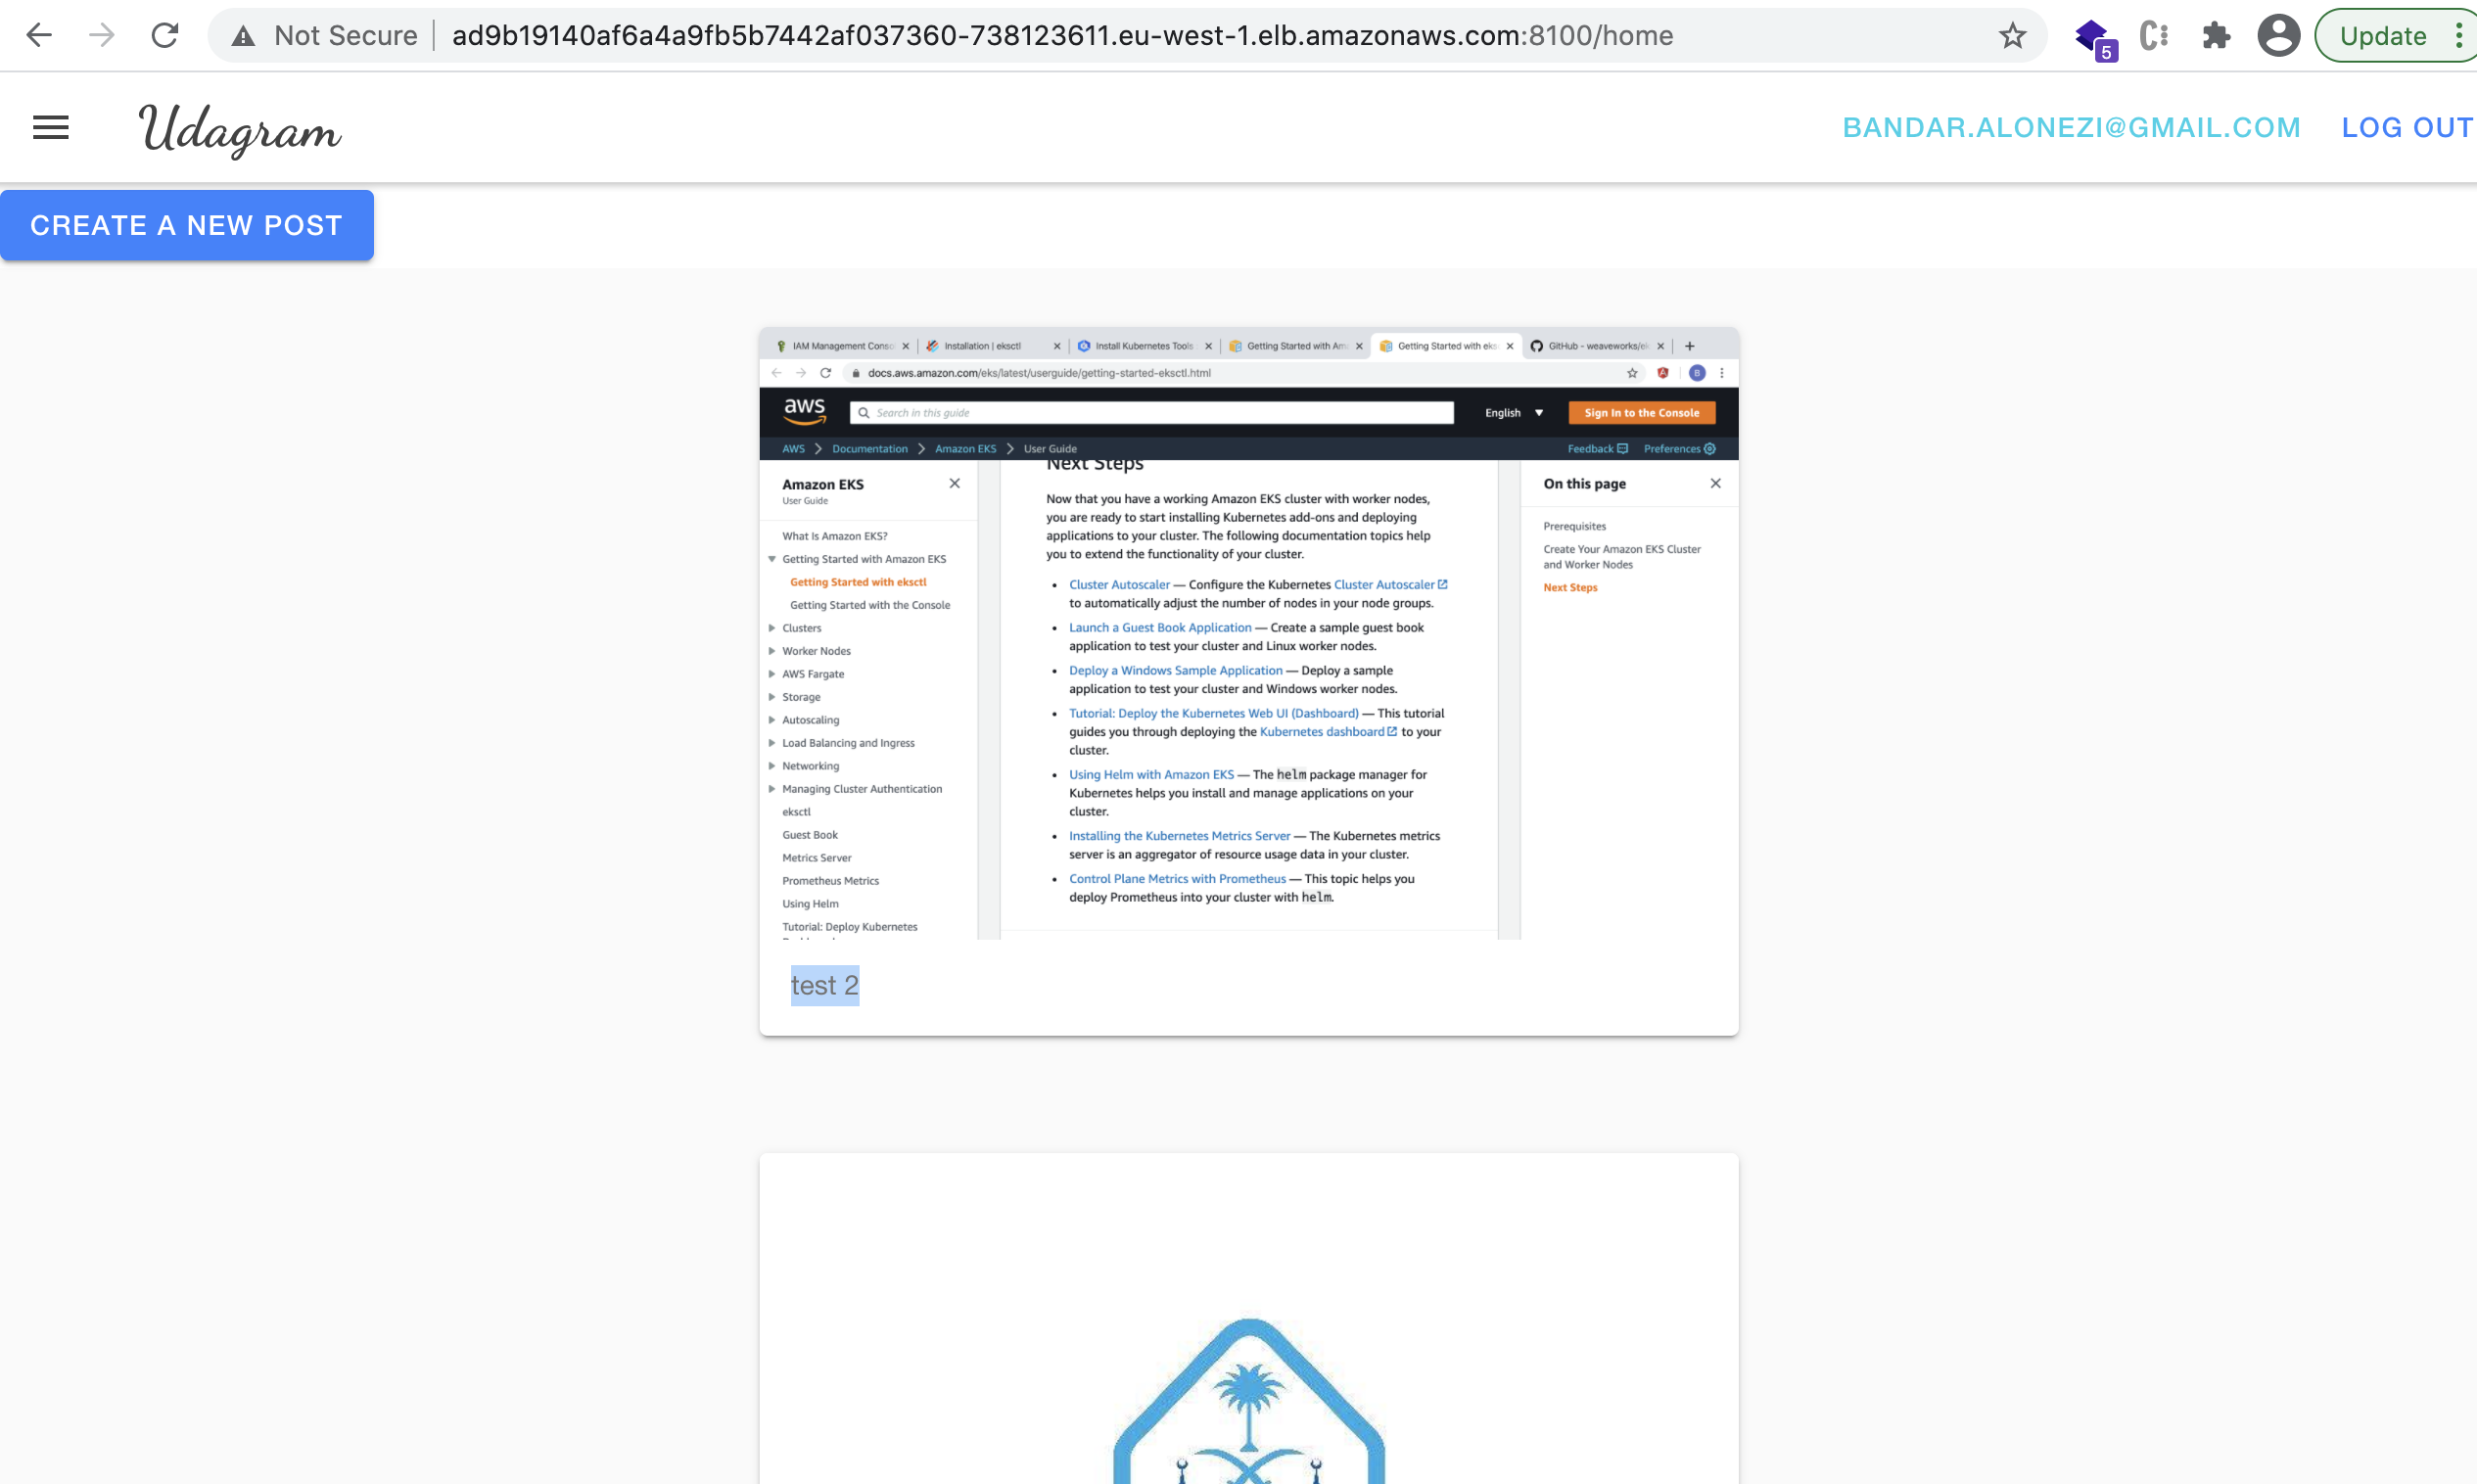 Not Secure ad9b19140af6a4a9fb5b7442af037360-738123611.eu-west-1.elb.amazonaws.com:8100/home
5
Update
Udagram
BANDAR.ALONEZI@GMAIL.COM LOG OUT
CREATE A NEW POST
IAM Management Conso
Installation | eksctl
Install Kubernetes Tools
Getting Started with Am
Getting Started with eks
GitHub - weaveworks/ek
docs.aws.amazon.com/eks/latest/userguide/getting-started-eksctl.html
B
aws
Search in this guide
English
Sign In to the Console
AWS Documentation Amazon EKS User Guide
Feedback Preferences
Amazon EKS
User Guide
What Is Amazon EKS?
Getting Started with Amazon EKS
Getting Started with eksctl
Getting Started with the Console
Clusters
Worker Nodes
AWS Fargate
Storage
Autoscaling
Load Balancing and Ingress
Networking
Managing Cluster Authentication
eksctl
Guest Book
Metrics Server
Prometheus Metrics
Using Helm
Tutorial: Deploy Kubernetes
Next Steps
Now that you have a working Amazon EKS cluster with worker nodes,
you are ready to start installing Kubernetes add-ons and deploying
applications to your cluster. The following documentation topics help
you to extend the functionality of your cluster.
• Cluster Autoscaler — Configure the Kubernetes Cluster Autoscaler
to automatically adjust the number of nodes in your node groups.
• Launch a Guest Book Application — Create a sample guest book
application to test your cluster and Linux worker nodes.
• Deploy a Windows Sample Application — Deploy a sample
application to test your cluster and Windows worker nodes.
• Tutorial: Deploy the Kubernetes Web UI (Dashboard) — This tutorial
guides you through deploying the Kubernetes dashboard to your
cluster.
• Using Helm with Amazon EKS — The helm package manager for
Kubernetes helps you install and manage applications on your
cluster.
• Installing the Kubernetes Metrics Server — The Kubernetes metrics
server is an aggregator of resource usage data in your cluster.
• Control Plane Metrics with Prometheus — This topic helps you
deploy Prometheus into your cluster with helm.
On this page
Prerequisites
Create Your Amazon EKS Cluster
and Worker Nodes
Next Steps
test 2